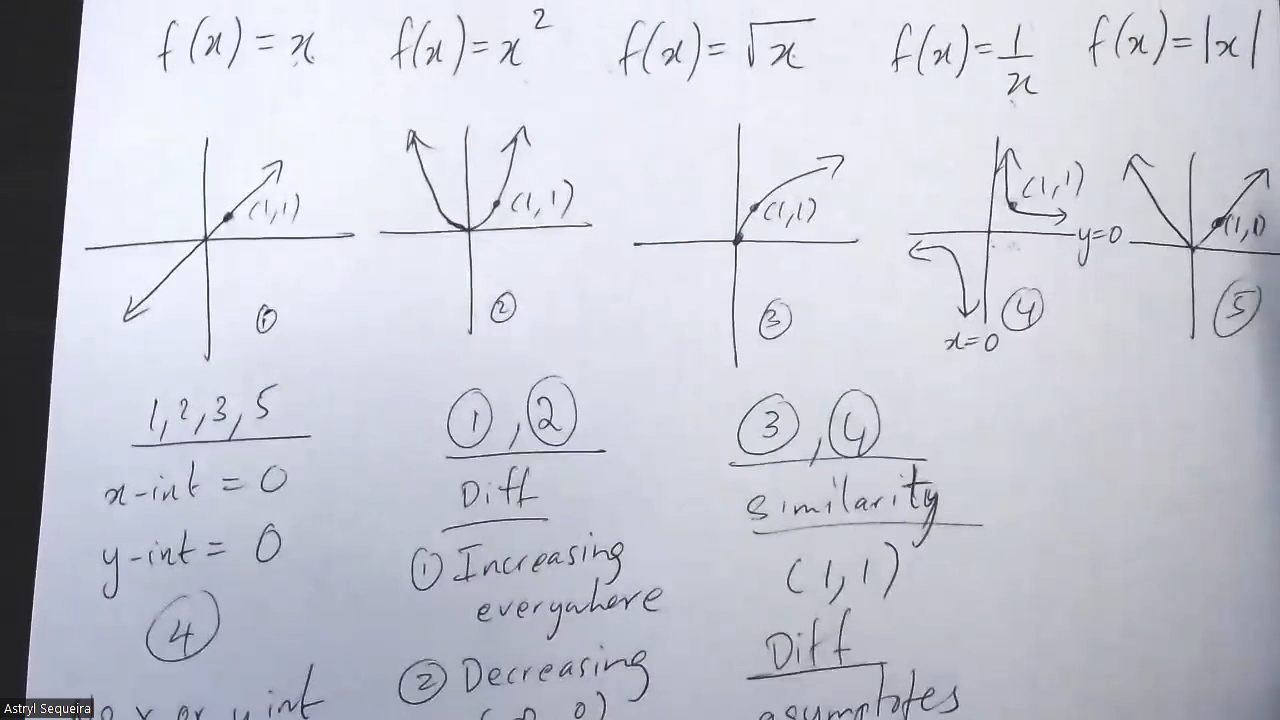 f(x) = x
f(x) = x²
f(x) = √x
f(x) = 1/x
f(x) = |x|
(1,1)
①
(1,1)
②
(1,1)
③
(1,1)
y=0
x=0
④
(1,1)
⑤
1, 2, 3, 5
x-int = 0
y-int = 0
④
x or y int
①, ②
Diff
① Increasing
everywhere
② Decreasing
③, ④
similarity
(1, 1)
Diff
asymptotes
Astryl Sequeira